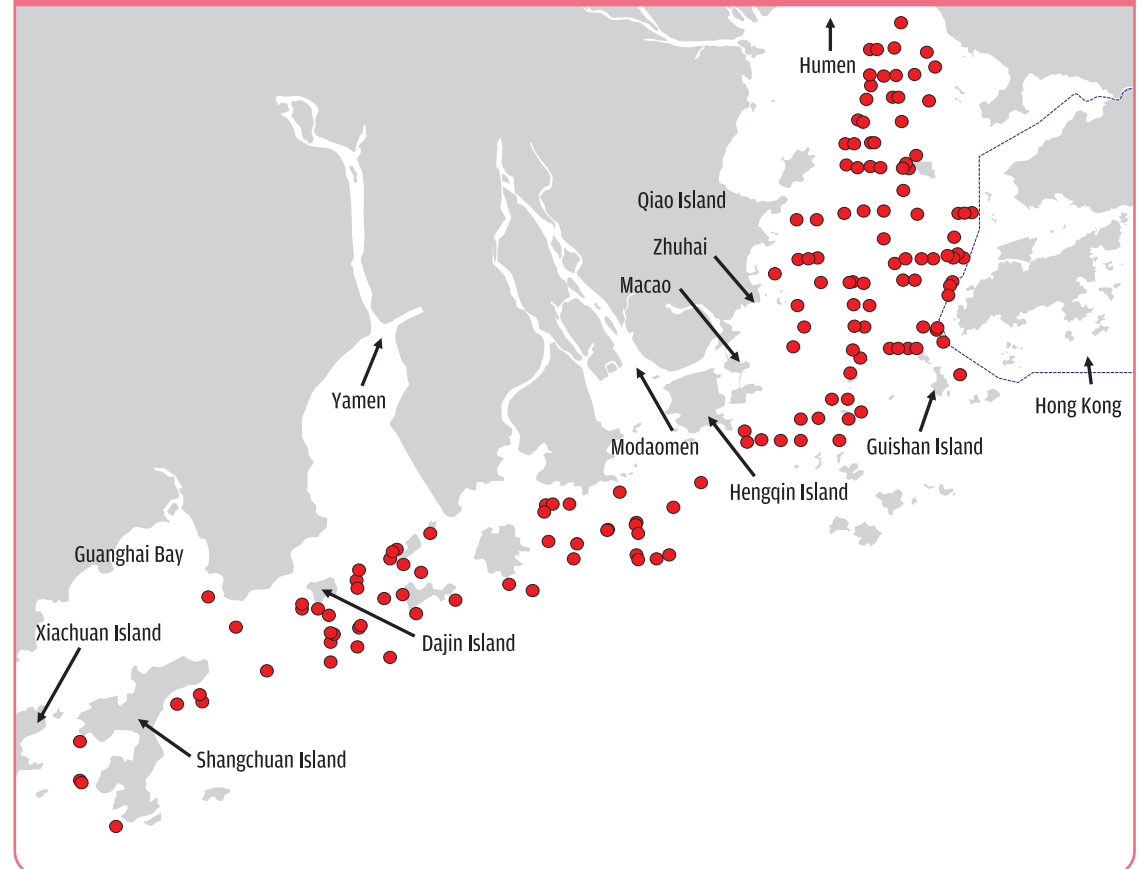 Humen
Qiao Island
Zhuhai
Macao
Yamen
Hong Kong
Modaomen
Guishan Island
Hengqin Island
Guanghai Bay
Xiachuan Island
Dajin Island
Shangchuan Island